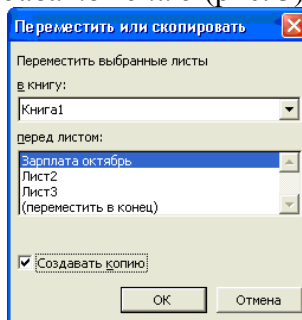 Переместить или скопировать
Переместить выбранные листы
в книгу:
Книга1
перед листом:
Зарплата октябрь
Лист2
Лист3
(переместить в конец)
Создавать копию
ОК
Отмена